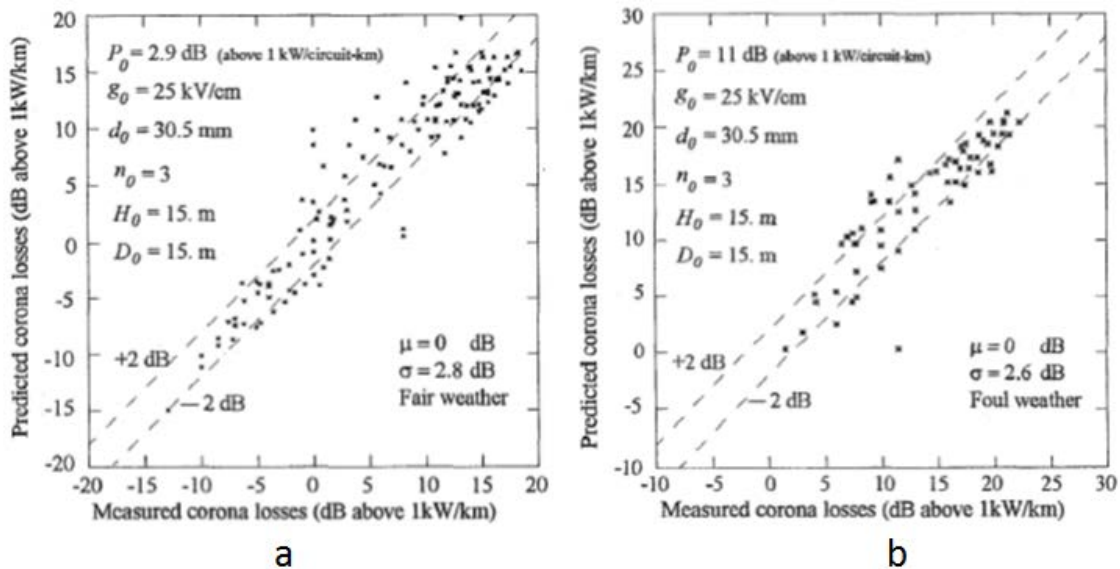 20
15
10
5
0
-5
-10
-15
-20
Predicted corona losses (dB above 1kW/km)
P₀ = 2.9 dB (above 1 kW/circuit-km)
g₀ = 25 kV/cm
d₀ = 30.5 mm
n₀ = 3
H₀ = 15. m
D₀ = 15. m
+2 dB
—2 dB
μ = 0 dB
σ = 2.8 dB
Fair weather
-20 -15 -10 -5 0 5 10 15 20
Measured corona losses (dB above 1kW/km)
a
30
25
20
15
10
5
0
-5
-10
Predicted corona losses (dB above 1kW/km)
P₀ = 11 dB (above 1 kW/circuit-km)
g₀ = 25 kV/cm
d₀ = 30.5 mm
n₀ = 3
H₀ = 15. m
D₀ = 15. m
+2 dB
—2 dB
μ = 0 dB
σ = 2.6 dB
Foul weather
-10 -5 0 5 10 15 20 25 30
Measured corona losses (dB above 1kW/km)
b